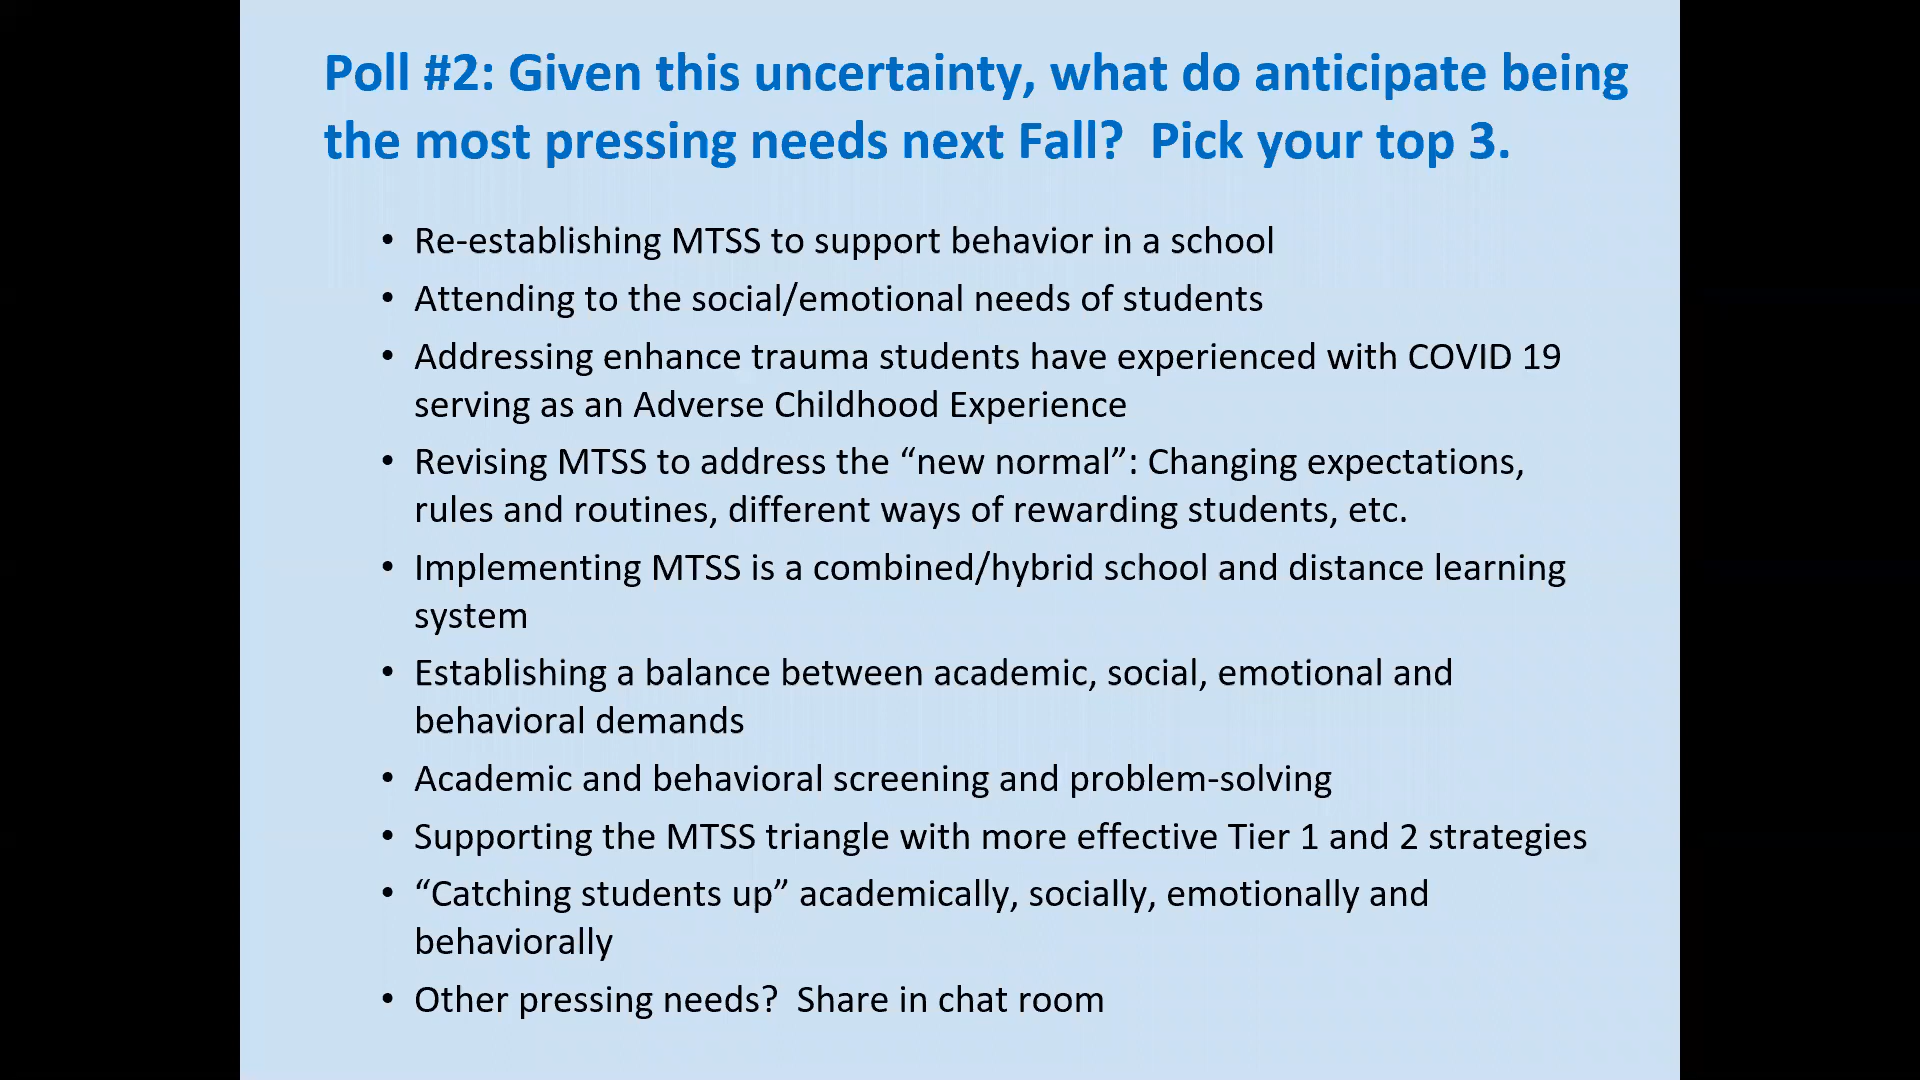 Poll #2: Given this uncertainty, what do anticipate being
the most pressing needs next Fall?  Pick your top 3.
• Re-establishing MTSS to support behavior in a school
• Attending to the social/emotional needs of students
• Addressing enhance trauma students have experienced with COVID 19
serving as an Adverse Childhood Experience
• Revising MTSS to address the “new normal”: Changing expectations,
rules and routines, different ways of rewarding students, etc.
• Implementing MTSS is a combined/hybrid school and distance learning
system
• Establishing a balance between academic, social, emotional and
behavioral demands
• Academic and behavioral screening and problem-solving
• Supporting the MTSS triangle with more effective Tier 1 and 2 strategies
• “Catching students up” academically, socially, emotionally and
behaviorally
• Other pressing needs?  Share in chat room